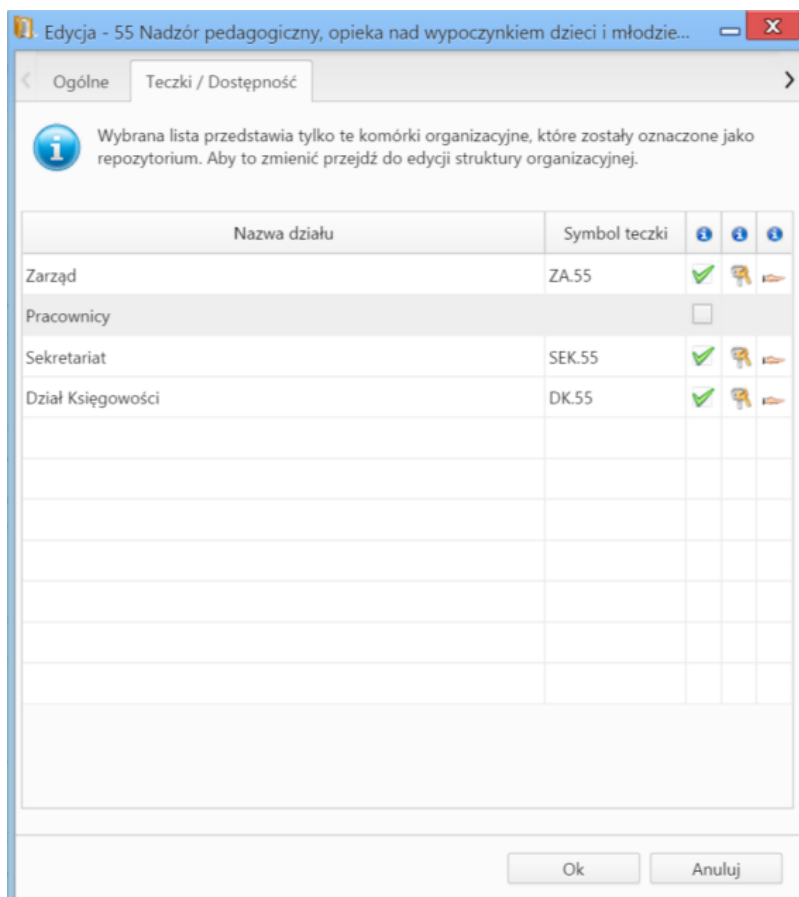 Edycja - 55 Nadzór pedagogiczny, opieka nad wypoczynkiem dzieci i młodzie...
Ogólne Teczki / Dostępność
Wybrana lista przedstawia tylko te komórki organizacyjne, które zostały oznaczone jako
repozytorium. Aby to zmienić przejdź do edycji struktury organizacyjnej.
Nazwa działu Symbol teczki
Zarząd ZA.55
Pracownicy
Sekretariat SEK.55
Dział Księgowości DK.55
Ok Anuluj